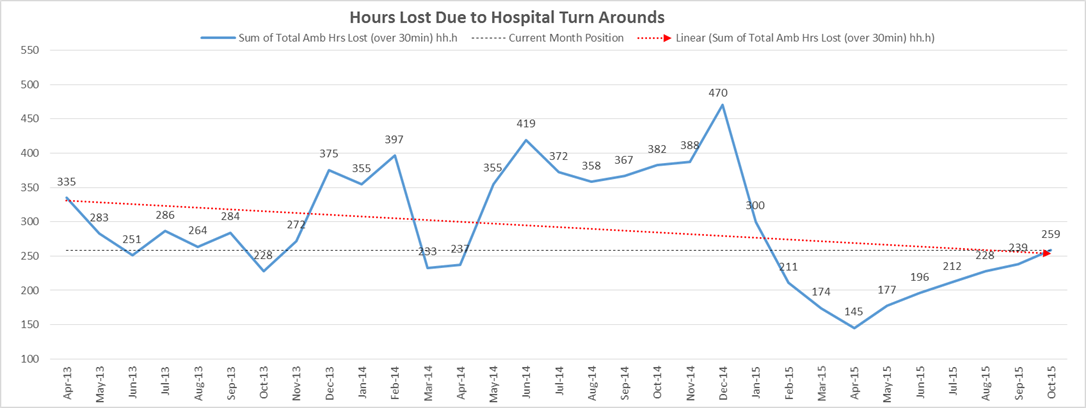 Hours Lost Due to Hospital Turn Arounds
Sum of Total Amb Hrs Lost (over 30min) hh.h Current Month Position Linear (Sum of Total Amb Hrs Lost (over 30min) hh.h)
550
500
450
400
350
300
250
200
150
100
335
283
251
286
264
284
228
272
375
355
397
233
237
355
419
372
358
367
382
388
470
300
211
174
145
177
196
212
228
239
259
Apr-13
May-13
Jun-13
Jul-13
Aug-13
Sep-13
Oct-13
Nov-13
Dec-13
Jan-14
Feb-14
Mar-14
Apr-14
May-14
Jun-14
Jul-14
Aug-14
Sep-14
Oct-14
Nov-14
Dec-14
Jan-15
Feb-15
Mar-15
Apr-15
May-15
Jun-15
Jul-15
Aug-15
Sep-15
Oct-15